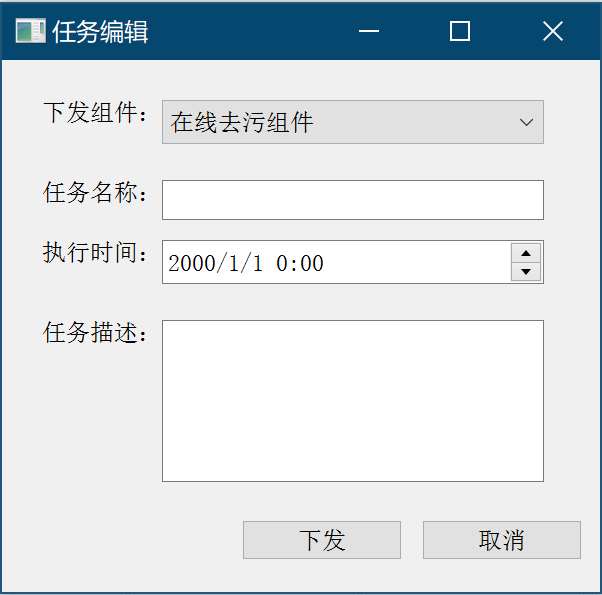 任务编辑
下发组件： 在线去污组件
任务名称：
执行时间： 2000/1/1 0:00
任务描述：
下发 取消